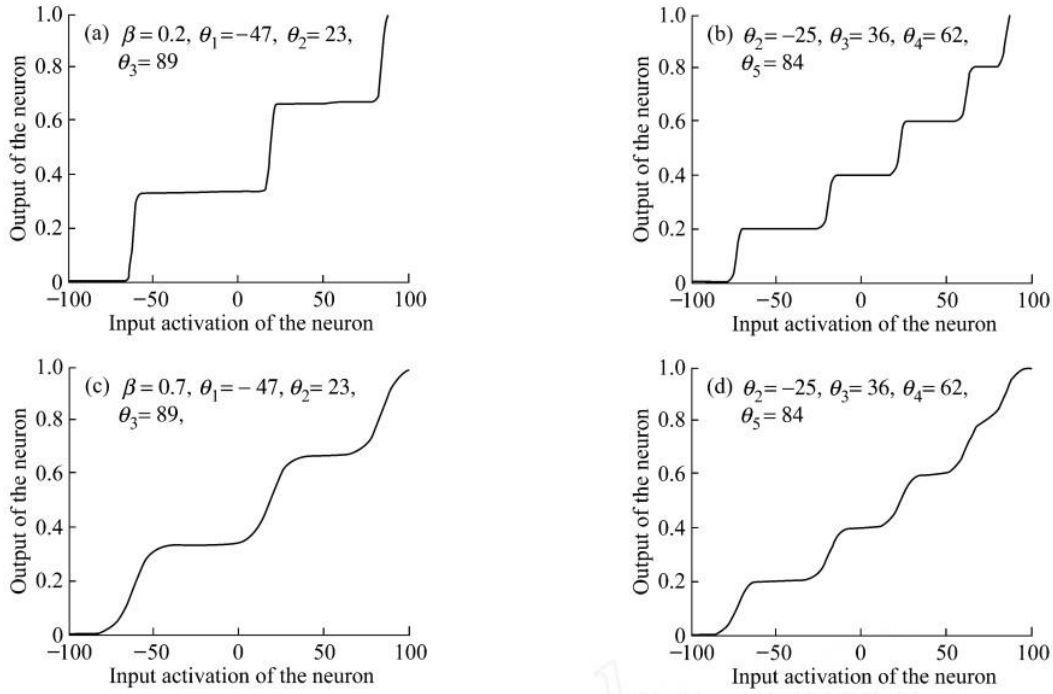 1.0
(a) β = 0.2, θ₁=−47, θ₂= 23,
θ₃= 89
0.8
0.6
0.4
0.2
0
−100
−50
0
50
100
Output of the neuron
Input activation of the neuron
1.0
(b) θ₂= −25, θ₃= 36, θ₄= 62,
θ₅= 84
0.8
0.6
0.4
0.2
0
−100
−50
0
50
100
Output of the neuron
Input activation of the neuron
1.0
(c) β = 0.7, θ₁=− 47, θ₂= 23,
θ₃= 89,
0.8
0.6
0.4
0.2
0
−100
−50
0
50
100
Output of the neuron
Input activation of the neuron
1.0
(d) θ₂= −25, θ₃= 36, θ₄= 62,
θ₅= 84
0.8
0.6
0.4
0.2
0
−100
−50
0
50
100
Output of the neuron
Input activation of the neuron